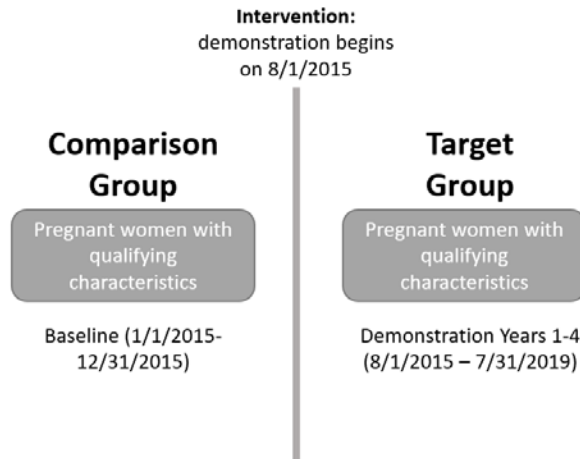 Intervention:
demonstration begins
on 8/1/2015
Comparison
Group
Pregnant women with
qualifying
characteristics
Baseline (1/1/2015-
12/31/2015)
Target
Group
Pregnant women with
qualifying
characteristics
Demonstration Years 1-4
(8/1/2015 – 7/31/2019)